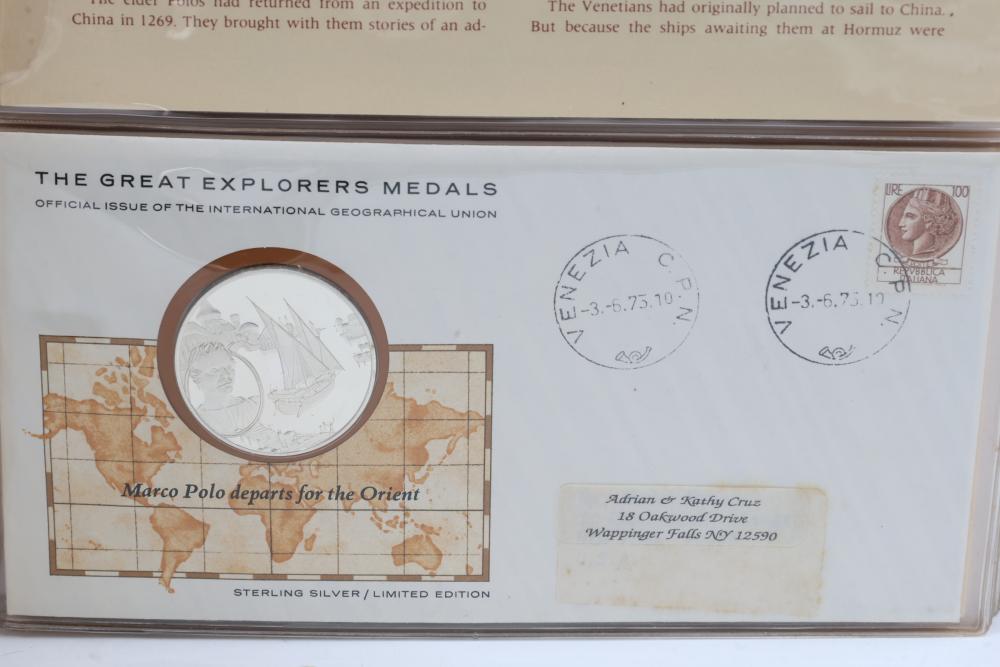 The elder Polos had returned from an expedition to
China in 1269. They brought with them stories of an ad-
The Venetians had originally planned to sail to China.
But because the ships awaiting them at Hormuz were
THE GREAT EXPLORERS MEDALS
OFFICIAL ISSUE OF THE INTERNATIONAL GEOGRAPHICAL UNION
LIRE 100
POSTE
REPVBBLICA
ITALIANA
VENEZIA C.P.N.
-3.-6.73.10
VENEZIA C.P.N.
-3.-6.73.10
Marco Polo departs for the Orient
Adrian & Kathy Cruz
18 Oakwood Drive
Wappinger Falls NY 12590
STERLING SILVER / LIMITED EDITION